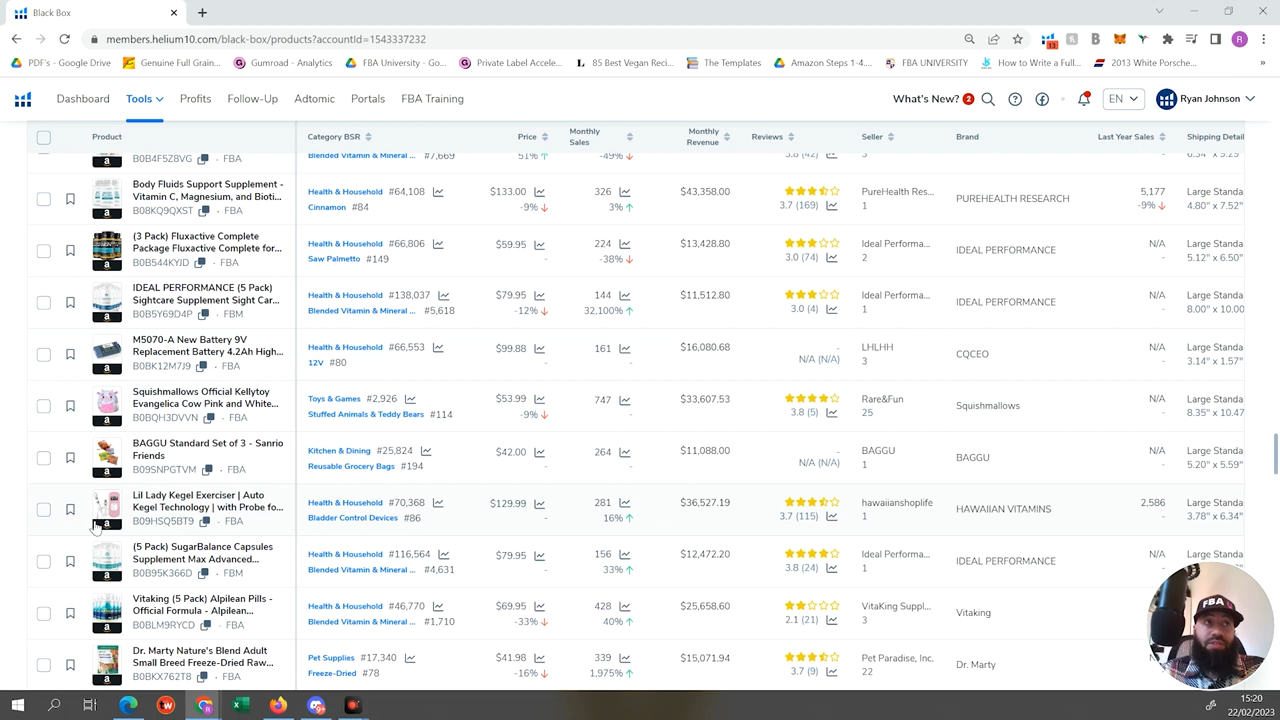 Black Box
members.helium10.com/black-box/products?accountId=1543337232
PDF's - Google Drive
Genuine Full Grain...
Gumroad - Analytics
FBA University - Go...
Private Label Accele...
85 Best Vegan Reci...
The Templates
Amazon Steps 1-4....
FBA UNIVERSITY
How to Write a Full...
2013 White Porsche...
Dashboard
Tools
Profits
Follow-Up
Adtomic
Portals
FBA Training
What's New? 2
EN
Ryan Johnson
Product
Category BSR
Price
Monthly Sales
Monthly Revenue
Reviews
Seller
Brand
Last Year Sales
Shipping Detail
B0B4F5Z8VG · FBA
Blended Vitamin & Mineral ... #7,669
51%
-49%
3.8 (42)
3
6.34" x 5.29"
Body Fluids Support Supplement -
Vitamin C, Magnesium, and Bioti...
B08KQ9QXST · FBA
Health & Household #64,108
Cinnamon #84
$133.00
-9%
326
3%
$43,358.00
3.7 (169)
PureHealth Res...
1
PUREHEALTH RESEARCH
5,177
-9%
Large Standa
4.80" x 7.52"
(3 Pack) Fluxactive Complete
Package Fluxactive Complete for...
B0B544KYJD · FBA
Health & Household #66,806
Saw Palmetto #149
$59.95
-
224
-38%
$13,428.80
3.0 (74)
Ideal Performa...
2
IDEAL PERFORMANCE
N/A
-
Large Standa
5.12" x 6.50"
IDEAL PERFORMANCE (5 Pack)
Sightcare Supplement Sight Car...
B0B5Y69D4P · FBM
Health & Household #138,037
Blended Vitamin & Mineral ... #5,618
$79.95
-12%
144
32,100%
$11,512.80
3.0 (4)
Ideal Performa...
1
IDEAL PERFORMANCE
N/A
-
Large Standa
8.00" x 10.00
M5070-A New Battery 9V
Replacement Battery 4.2Ah High...
B0BK12M7J9 · FBA
Health & Household #66,553
12V #80
$99.88
-
161
-
$16,080.68
-
N/A (N/A)
LHLHH
3
CQCEO
N/A
-
Large Standa
3.14" x 1.57"
Squishmallows Official Kellytoy
Evangelica Cow Pink and White...
B0BQH3DVVN · FBA
Toys & Games #2,926
Stuffed Animals & Teddy Bears #114
$53.99
-9%
747
-
$33,607.53
3.8 (5)
Rare&Fun
25
Squishmallows
N/A
-
Large Standa
8.35" x 10.47
BAGGU Standard Set of 3 - Sanrio
Friends
B09SNPGTVM · FBA
Kitchen & Dining #25,824
Reusable Grocery Bags #194
$42.00
-
264
-
$11,088.00
-
N/A (N/A)
BAGGU
1
BAGGU
N/A
-
Large Standa
5.20" x 5.59"
Lil Lady Kegel Exerciser | Auto
Kegel Technology | with Probe fo...
B09HSQ5BT9 · FBA
Health & Household #70,368
Bladder Control Devices #86
$129.99
-
281
16%
$36,527.19
3.7 (115)
hawaiianshoplife
1
HAWAIIAN VITAMINS
2,586
-
Large Standa
3.78" x 6.34"
(5 Pack) SugarBalance Capsules
Supplement Max Advanced...
B0B95K366D · FBM
Health & Household #116,564
Blended Vitamin & Mineral ... #4,631
$79.95
-
156
33%
$12,472.20
3.8 (24)
Ideal Performa...
1
IDEAL PERFORMANCE
N/A
Large Standa
Vitaking (5 Pack) Alpilean Pills -
Official Formula - Alpilean...
B0BLM9RYCD · FBA
Health & Household #46,770
Blended Vitamin & Mineral ... #1,710
$69.95
-33%
428
40%
$25,658.60
2.1 (21)
VitaKing Suppl...
3
Vitaking
FBA
Dr. Marty Nature's Blend Adult
Small Breed Freeze-Dried Raw...
B0BKX762T8 · FBA
Pet Supplies #17,340
Freeze-Dried #78
$41.98
-16%
339
1,975%
$15,071.94
3.7 (9)
Pet Paradise, Inc.
22
Dr. Marty
15:20
22/02/2023